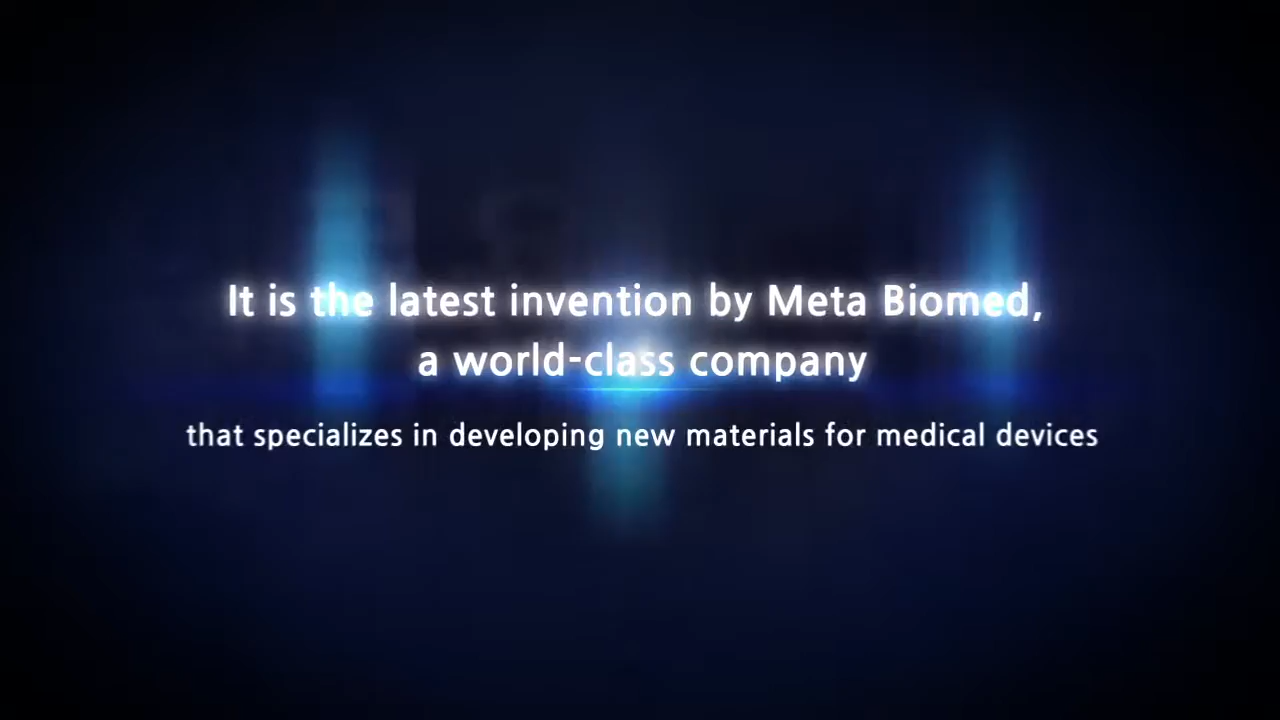 It is the latest invention by Meta Biomed,
a world-class company
that specializes in developing new materials for medical devices